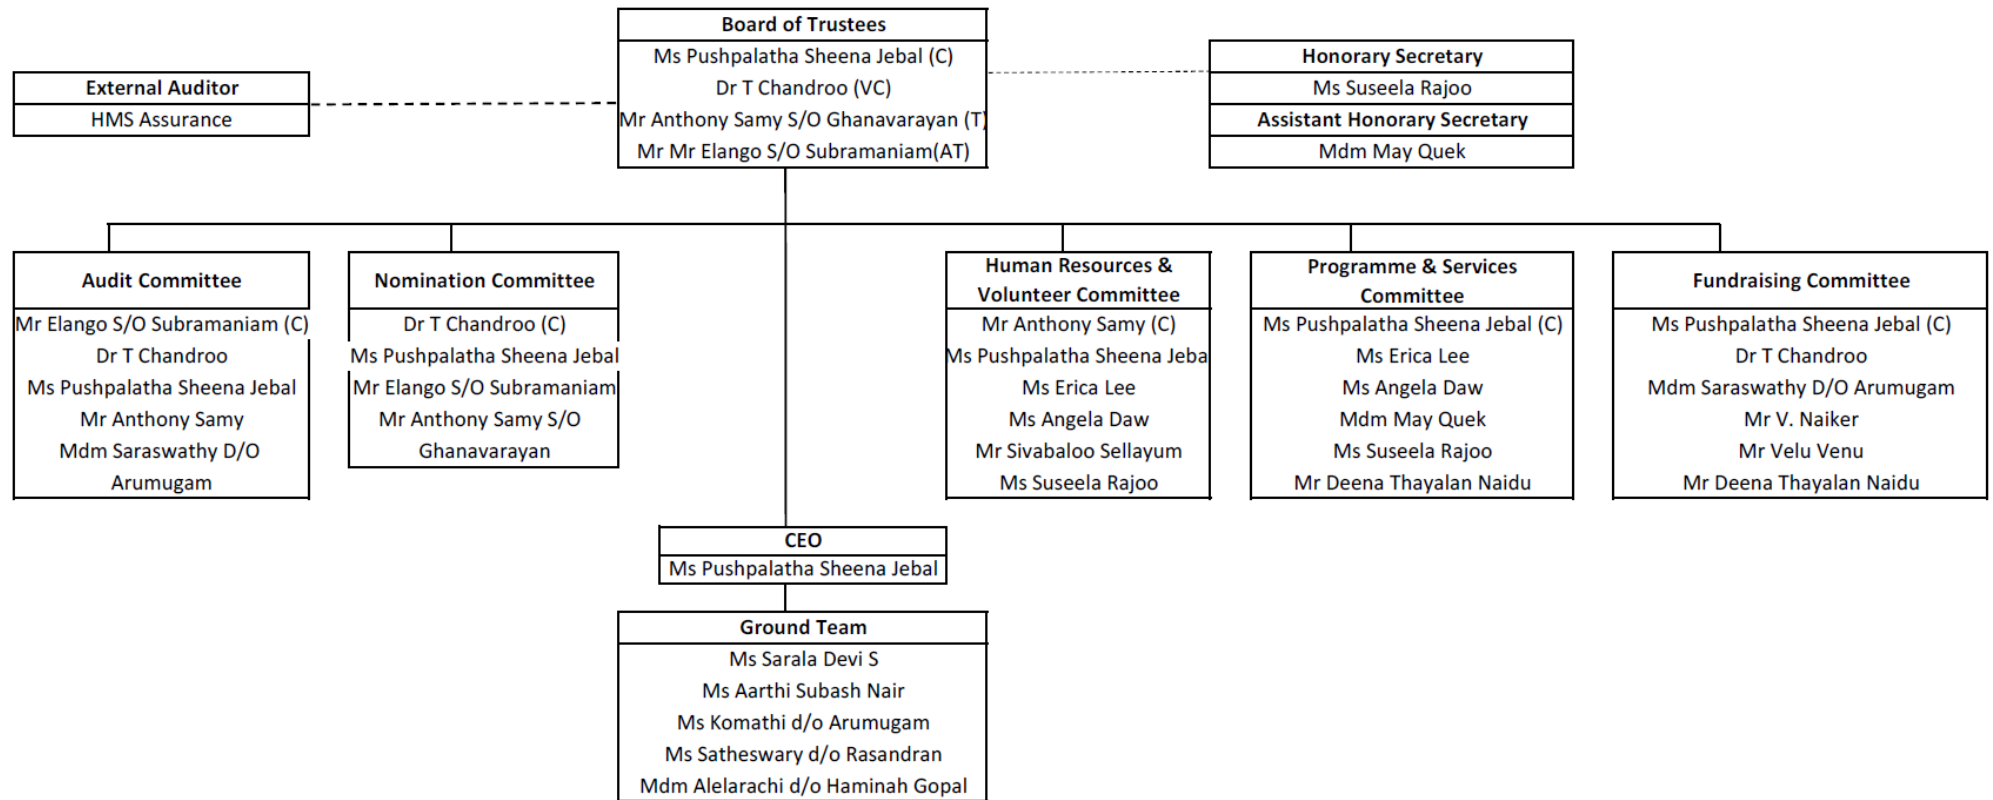 Board of Trustees
Ms Pushpalatha Sheena Jebal (C)
Dr T Chandroo (VC)
Mr Anthony Samy S/O Ghanavarayan (T)
Mr Mr Elango S/O Subramaniam(AT)
External Auditor
HMS Assurance
Honorary Secretary
Ms Suseela Rajoo
Assistant Honorary Secretary
Mdm May Quek
Audit Committee
Mr Elango S/O Subramaniam (C)
Dr T Chandroo
Ms Pushpalatha Sheena Jebal
Mr Anthony Samy
Mdm Saraswathy D/O
Arumugam
Nomination Committee
Dr T Chandroo (C)
Ms Pushpalatha Sheena Jebal
Mr Elango S/O Subramaniam
Mr Anthony Samy S/O
Ghanavarayan
Human Resources &
Volunteer Committee
Mr Anthony Samy (C)
Ms Pushpalatha Sheena Jeba
Ms Erica Lee
Ms Angela Daw
Mr Sivabaloo Sellayum
Ms Suseela Rajoo
Programme & Services
Committee
Ms Pushpalatha Sheena Jebal (C)
Ms Erica Lee
Ms Angela Daw
Mdm May Quek
Ms Suseela Rajoo
Mr Deena Thayalan Naidu
Fundraising Committee
Ms Pushpalatha Sheena Jebal (C)
Dr T Chandroo
Mdm Saraswathy D/O Arumugam
Mr V. Naiker
Mr Velu Venu
Mr Deena Thayalan Naidu
CEO
Ms Pushpalatha Sheena Jebal
Ground Team
Ms Sarala Devi S
Ms Aarthi Subash Nair
Ms Komathi d/o Arumugam
Ms Satheswary d/o Rasandran
Mdm Alelarachi d/o Haminah Gopal